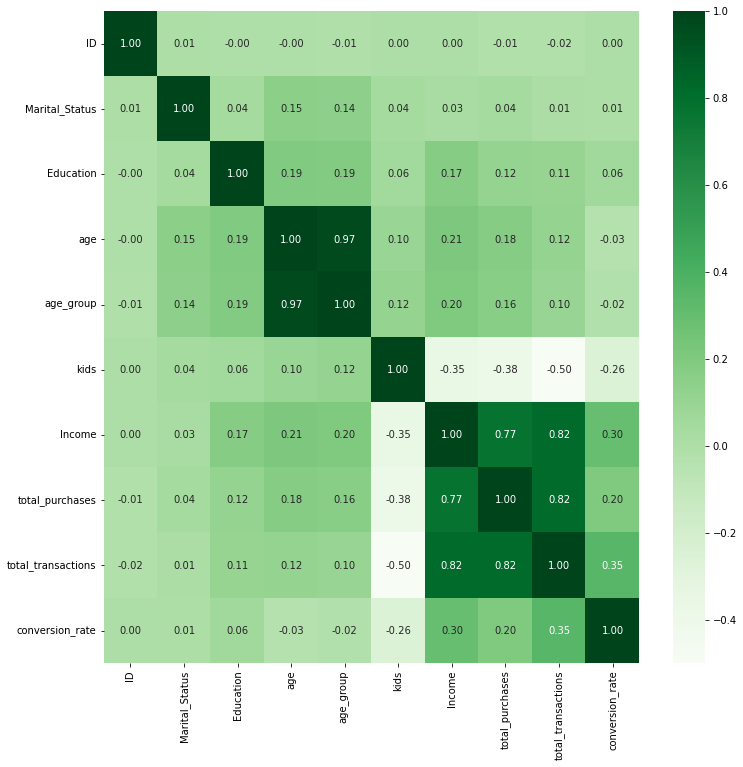 ID 1.00 0.01 -0.00 -0.00 -0.01 0.00 0.00 -0.01 -0.02 0.00
Marital_Status 0.01 1.00 0.04 0.15 0.14 0.04 0.03 0.04 0.01 0.01
Education -0.00 0.04 1.00 0.19 0.19 0.06 0.17 0.12 0.11 0.06
age -0.00 0.15 0.19 1.00 0.97 0.10 0.21 0.18 0.12 -0.03
age_group -0.01 0.14 0.19 0.97 1.00 0.12 0.20 0.16 0.10 -0.02
kids 0.00 0.04 0.06 0.10 0.12 1.00 -0.35 -0.38 -0.50 -0.26
Income 0.00 0.03 0.17 0.21 0.20 -0.35 1.00 0.77 0.82 0.30
total_purchases -0.01 0.04 0.12 0.18 0.16 -0.38 0.77 1.00 0.82 0.20
total_transactions -0.02 0.01 0.11 0.12 0.10 -0.50 0.82 0.82 1.00 0.35
conversion_rate 0.00 0.01 0.06 -0.03 -0.02 -0.26 0.30 0.20 0.35 1.00
ID
Marital_Status
Education
age
age_group
kids
Income
total_purchases
total_transactions
conversion_rate
1.0
0.8
0.6
0.4
0.2
0.0
−0.2
−0.4